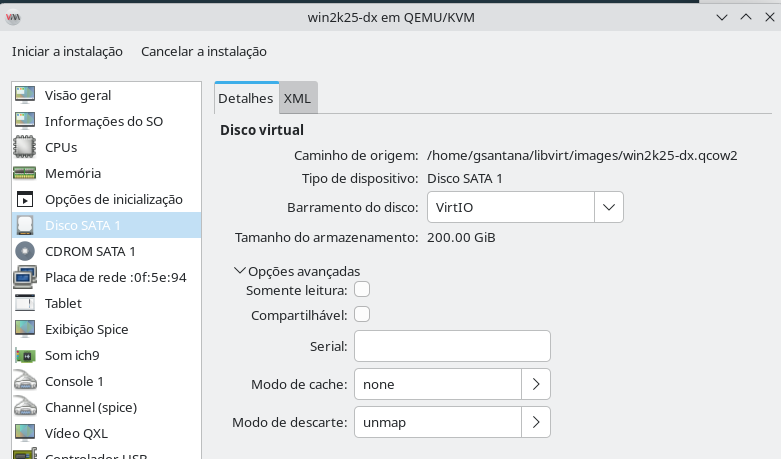 win2k25-dx em QEMU/KVM
Iniciar a instalação Cancelar a instalação
Visão geral
Informações do SO
CPUs
Memória
Opções de inicialização
Disco SATA 1
CDROM SATA 1
Placa de rede :0f:5e:94
Tablet
Exibição Spice
Som ich9
Console 1
Channel (spice)
Vídeo QXL
Controlador USB
Detalhes XML
Disco virtual
Caminho de origem: /home/gsantana/libvirt/images/win2k25-dx.qcow2
Tipo de dispositivo: Disco SATA 1
Barramento do disco: VirtIO
Tamanho do armazenamento: 200.00 GiB
Opções avançadas
Somente leitura:
Compartilhável:
Serial:
Modo de cache: none
Modo de descarte: unmap